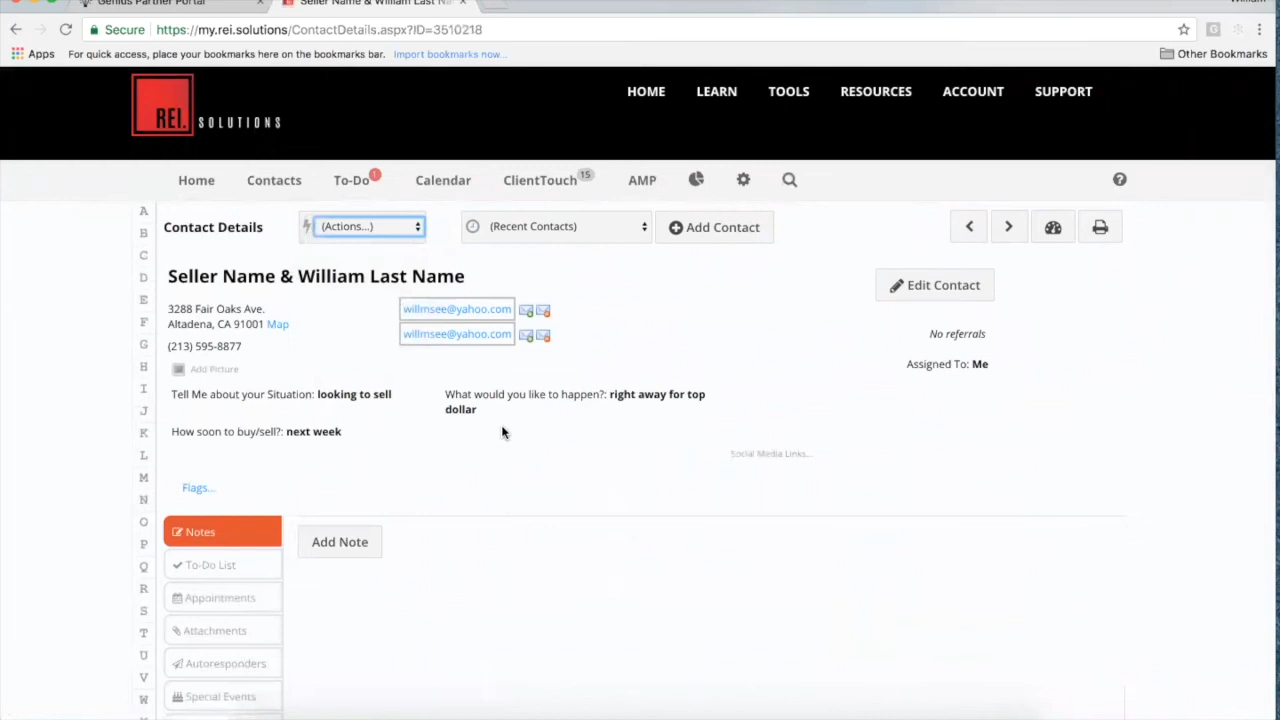 Genius Partner Portal
Seller Name & William Last Na
William
Secure https://my.rei.solutions/ContactDetails.aspx?ID=3510218
Apps For quick access, place your bookmarks here on the bookmarks bar. Import bookmarks now... Other Bookmarks
REI. SOLUTIONS
HOME LEARN TOOLS RESOURCES ACCOUNT SUPPORT
Home Contacts To-Do 1 Calendar ClientTouch 15 AMP
A
Contact Details (Actions...) (Recent Contacts) Add Contact
B
C
D
E
F
G
H
I
J
K
L
M
N
O
P
Q
R
S
T
U
V
W
Seller Name & William Last Name
Edit Contact
3288 Fair Oaks Ave.
Altadena, CA 91001 Map
(213) 595-8877
willmsee@yahoo.com
willmsee@yahoo.com
No referrals
Assigned To: Me
Add Picture
Tell Me about your Situation: looking to sell
What would you like to happen?: right away for top
dollar
How soon to buy/sell?: next week
Social Media Links...
Flags...
Notes
Add Note
To-Do List
Appointments
Attachments
Autoresponders
Special Events